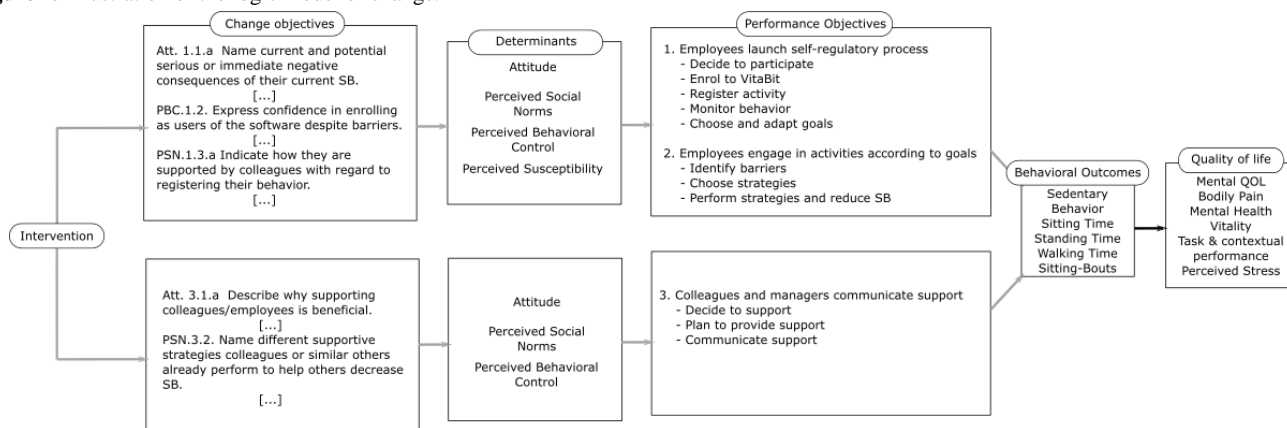 Change objectives
Att. 1.1.a Name current and potential
serious or immediate negative
consequences of their current SB.
[...]
PBC.1.2. Express confidence in enrolling
as users of the software despite barriers.
[...]
PSN.1.3.a Indicate how they are
supported by colleagues with regard to
registering their behavior.
[...]
Determinants
Attitude
Perceived Social
Norms
Perceived Behavioral
Control
Perceived Susceptibility
Performance Objectives
1. Employees launch self-regulatory process
- Decide to participate
- Enrol to VitaBit
- Register activity
- Monitor behavior
- Choose and adapt goals
2. Employees engage in activities according to goals
- Identify barriers
- Choose strategies
- Perform strategies and reduce SB
Intervention
Att. 3.1.a Describe why supporting
colleagues/employees is beneficial.
[...]
PSN.3.2. Name different supportive
strategies colleagues or similar others
already perform to help others decrease
SB.
[...]
Attitude
Perceived Social
Norms
Perceived Behavioral
Control
3. Colleagues and managers communicate support
- Decide to support
- Plan to provide support
- Communicate support
Behavioral Outcomes
Sedentary
Behavior
Sitting Time
Standing Time
Walking Time
Sitting-Bouts
Quality of life
Mental QOL
Bodily Pain
Mental Health
Vitality
Task & contextual
performance
Perceived Stress